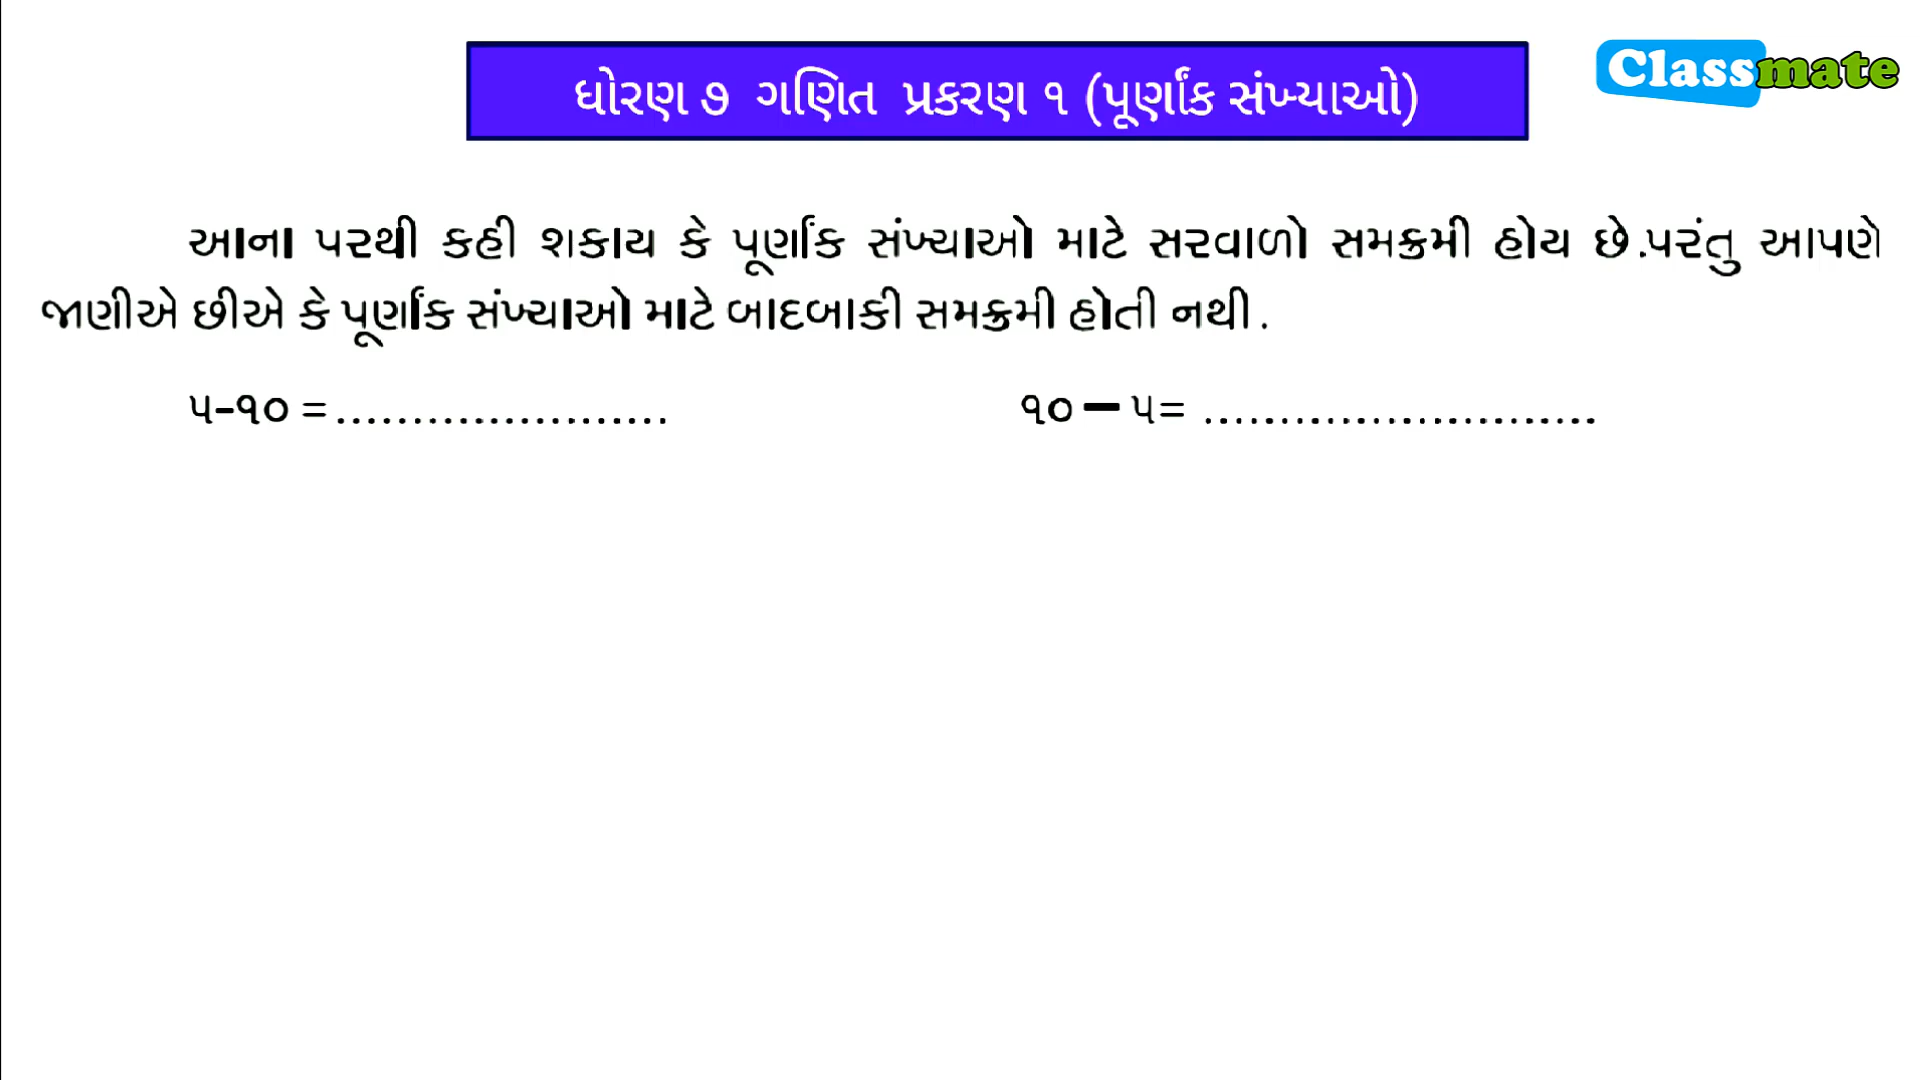 ધોરણ ૭ ગણિત પ્રકરણ ૧ (પૂર્ણાંક સંખ્યાઓ)
Classmate
આના પરથી કહી શકાય કે પૂર્ણાંક સંખ્યાઓ માટે સરવાળો સમક્રમી હોય છે.પરંતુ આપણે
જાણીએ છીએ કે પૂર્ણાંક સંખ્યાઓ માટે બાદબાકી સમક્રમી હોતી નથી.
૫-૧૦ =...................... ૧૦ – ૫= ..........................